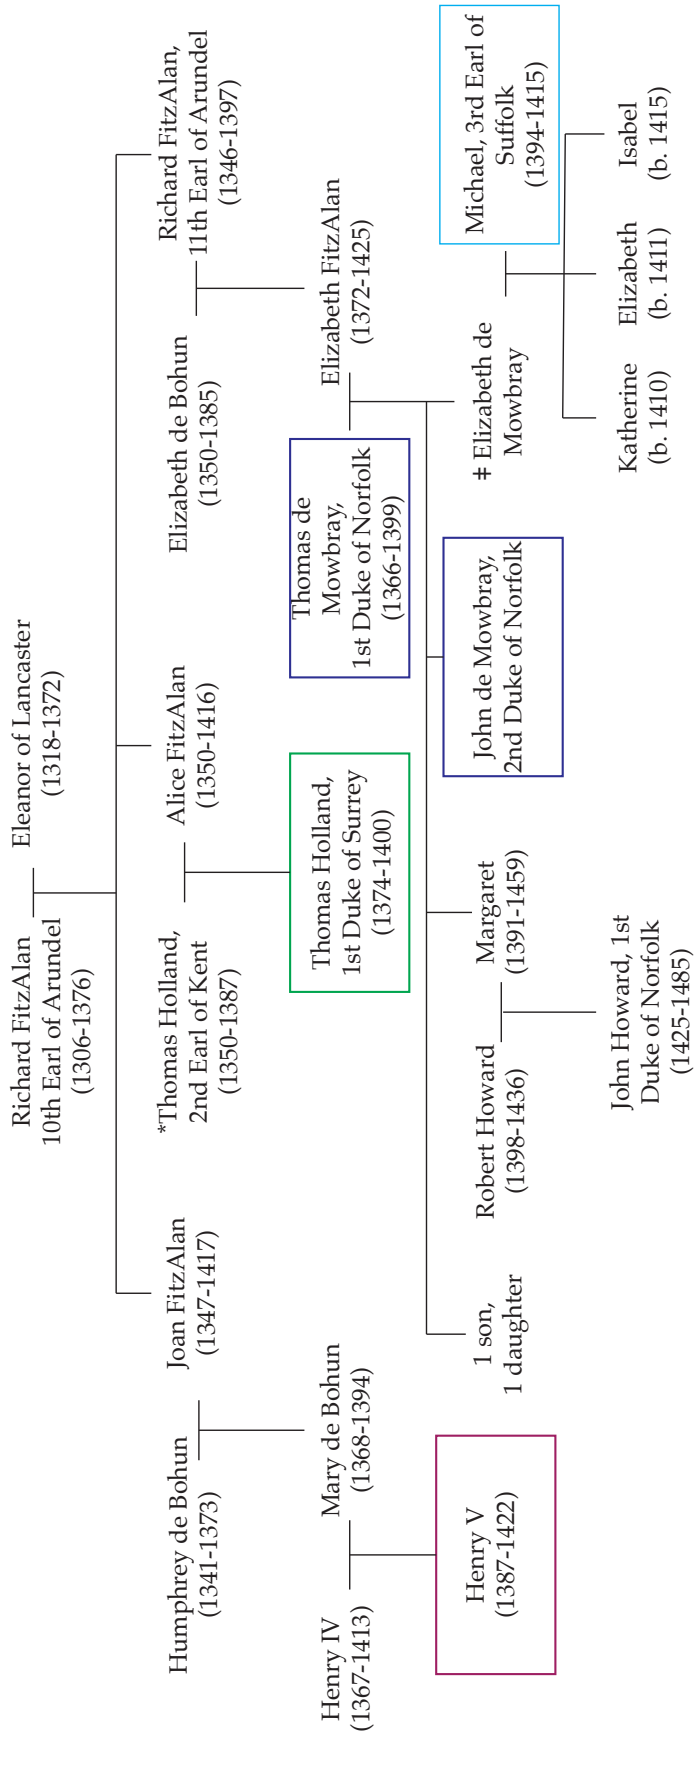 Richard FitzAlan
10th Earl of Arundel
(1306-1376)
Eleanor of Lancaster
(1318-1372)
Humphrey de Bohun
(1341-1373)
Joan FitzAlan
(1347-1417)
*Thomas Holland,
2nd Earl of Kent
(1350-1387)
Alice FitzAlan
(1350-1416)
Elizabeth de Bohun
(1350-1385)
Richard FitzAlan,
11th Earl of Arundel
(1346-1397)
Henry IV
(1367-1413)
Mary de Bohun
(1368-1394)
Thomas Holland,
1st Duke of Surrey
(1374-1400)
Thomas de
Mowbray,
1st Duke of Norfolk
(1366-1399)
Elizabeth FitzAlan
(1372-1425)
Henry V
(1387-1422)
1 son,
1 daughter
Robert Howard
(1398-1436)
Margaret
(1391-1459)
John de Mowbray,
2nd Duke of Norfolk
ǂ Elizabeth de
Mowbray
Michael, 3rd Earl of
Suffolk
(1394-1415)
John Howard, 1st
Duke of Norfolk
(1425-1485)
Katherine
(b. 1410)
Elizabeth
(b. 1411)
Isabel
(b. 1415)